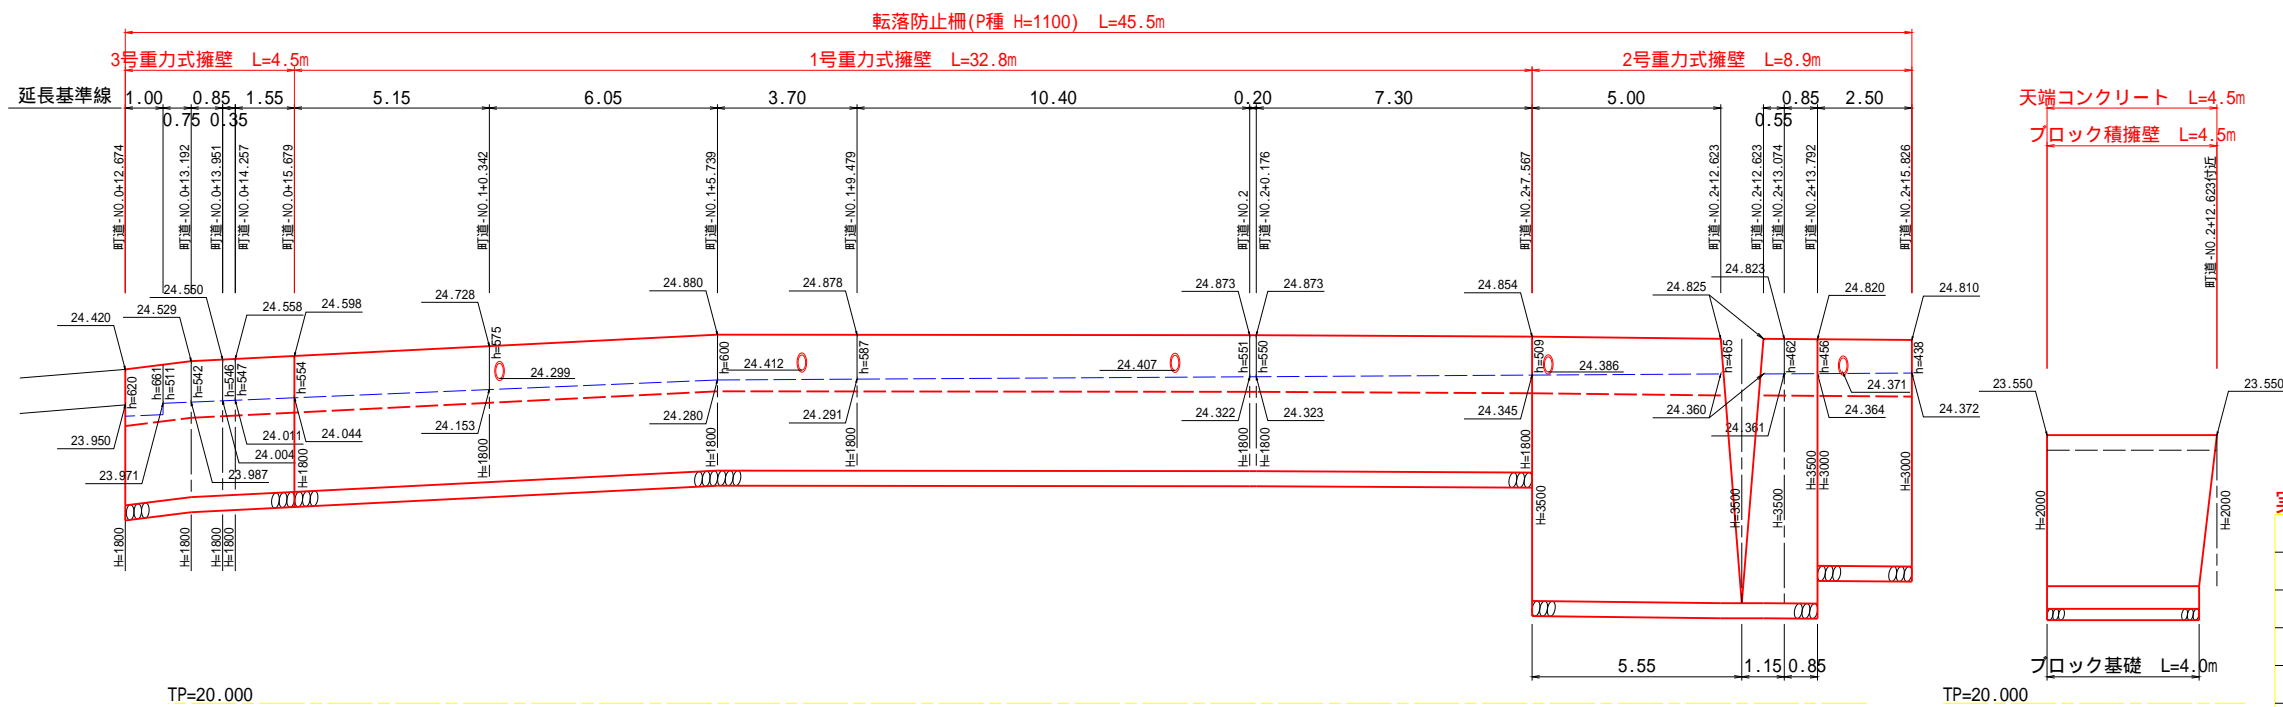 転落防止柵(P種 H=1100) L=45.5m
3号重力式擁壁 L=4.5m
1号重力式擁壁 L=32.8m
2号重力式擁壁 L=8.9m
延長基準線
1.00
0.75
0.85
0.35
1.55
5.15
6.05
3.70
10.40
0.20
7.30
5.00
0.55
0.85
2.50
天端コンクリート L=4.5m
ブロック積擁壁 L=4.5m
町道-NO.0+12.674
町道-NO.0+13.192
町道-NO.0+13.951
町道-NO.0+14.257
町道-NO.0+15.679
町道-NO.1+0.342
町道-NO.1+5.739
町道-NO.1+9.479
町道-NO.2
町道-NO.2+0.176
町道-NO.2+7.567
町道-NO.2+12.623
町道-NO.2+12.623
町道-NO.2+13.074
町道-NO.2+13.792
町道-NO.2+15.826
町道-NO.2+12.623付近
24.420
24.529
24.550
24.558
24.598
24.728
24.880
24.878
24.873
24.873
24.854
24.825
24.823
24.820
24.810
h=620
h=661
h=511
h=542
h=546
h=547
h=554
h=575
h=600
h=587
h=551
h=550
h=509
h=465
h=462
h=456
h=438
24.299
24.412
24.407
24.386
24.371
23.950
23.971
23.987
24.004
24.011
24.044
24.153
24.280
24.291
24.322
24.323
24.345
24.360
24.361
24.364
24.372
23.550
23.550
H=1800
H=1800
H=1800
H=1800
H=1800
H=1800
H=1800
H=1800
H=1800
H=1800
H=1800
H=3500
H=3500
H=3500
H=3500
H=3000
H=3000
H=2000
H=2000
5.55
1.15
0.85
ブロック基礎 L=4.0m
TP=20.000
TP=20.000